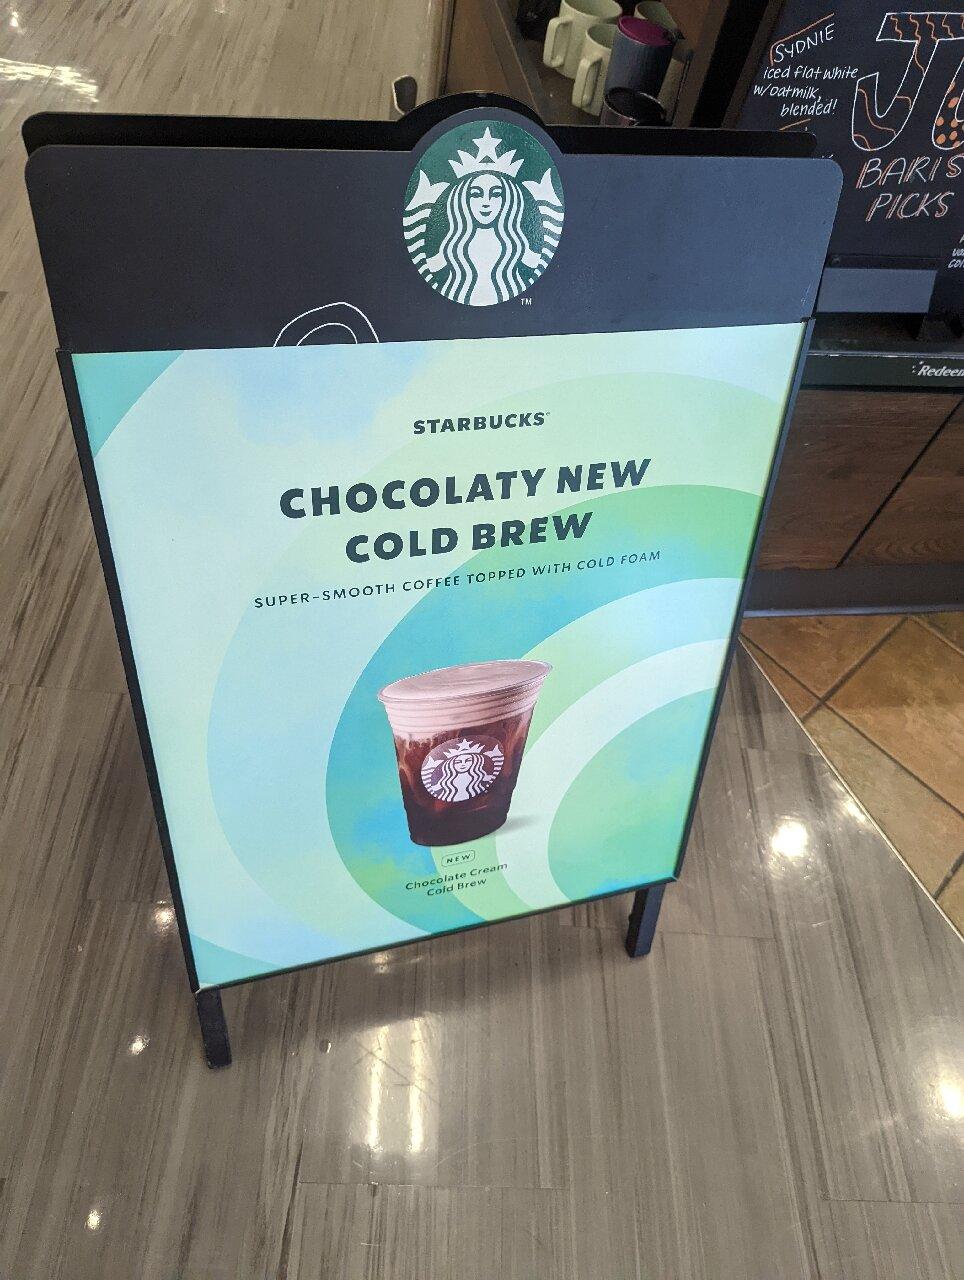 STARBUCKS®
CHOCOLATY NEW
COLD BREW
SUPER-SMOOTH COFFEE TOPPED WITH COLD FOAM
NEW
Chocolate Cream
Cold Brew
TM
SYDNIE
iced flat white
w/oatmilk,
blended!
PICKS
Redeem